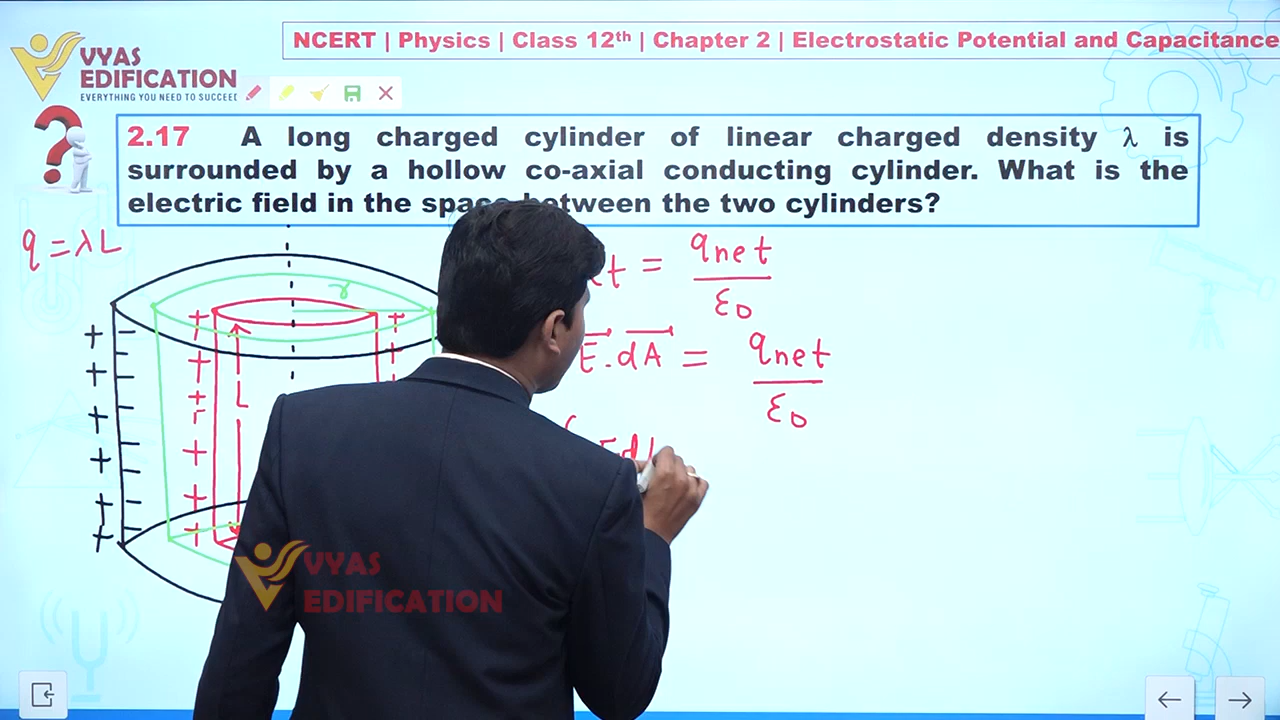 NCERT | Physics | Class 12th | Chapter 2 | Electrostatic Potential and Capacitance
VYAS
EDIFICATION
EVERYTHING YOU NEED TO SUCCEED
2.17 A long charged cylinder of linear charged density λ is
surrounded by a hollow co-axial conducting cylinder. What is the
electric field in the space between the two cylinders?
q = λL
r
L
= qnet / ε0
E . dA = qnet / ε0
VYAS
EDIFICATION